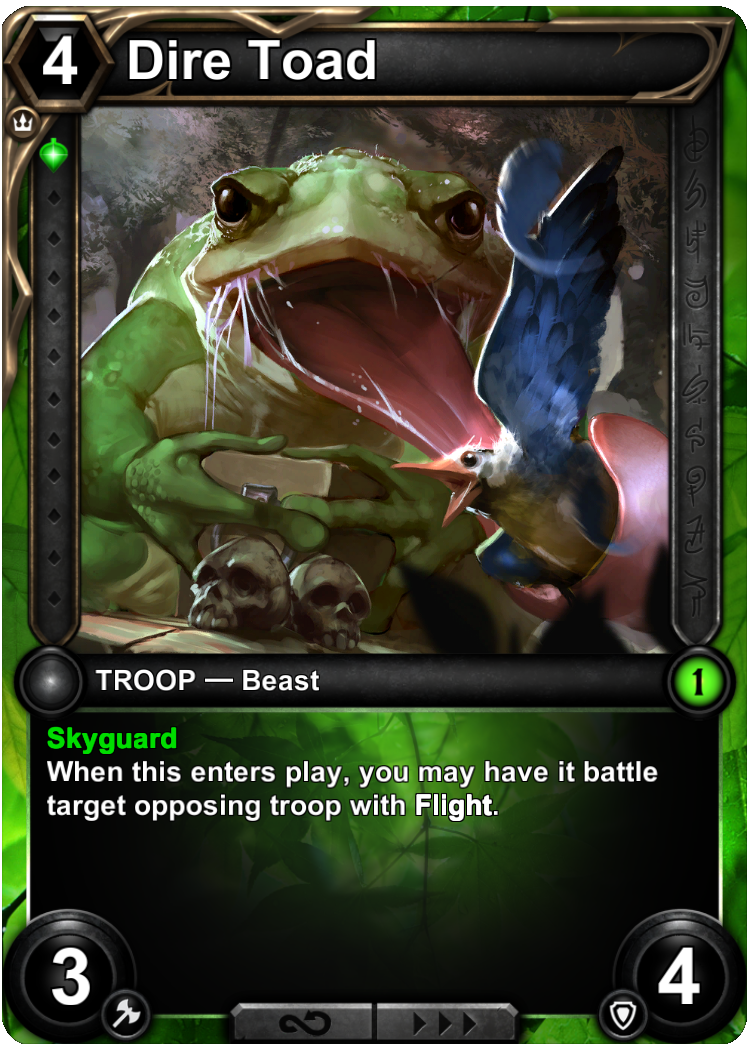 4 Dire Toad
TROOP — Beast
1
Skyguard
When this enters play, you may have it battle
target opposing troop with Flight.
3
4